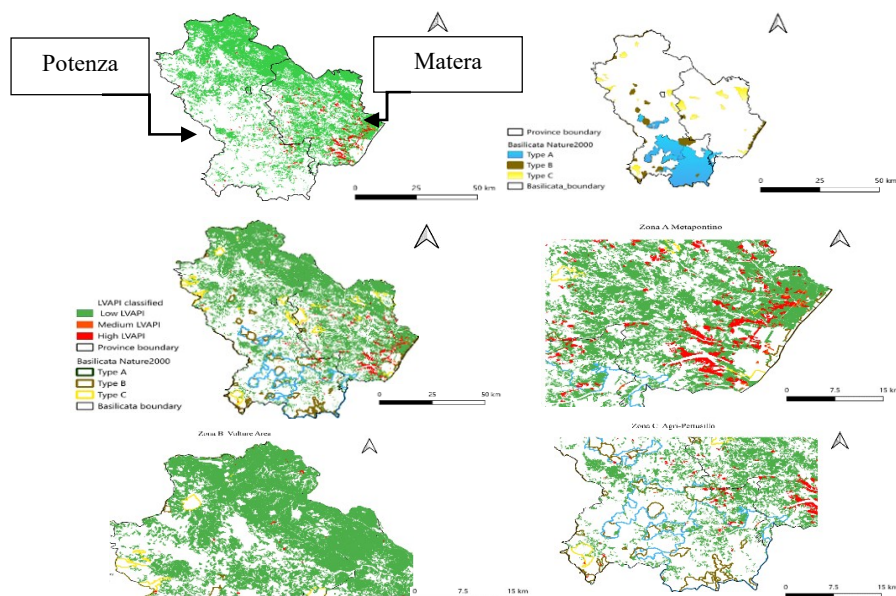 Potenza
Matera
0 25 50 km
Province boundary
Basilicata Nature2000
Type A
Type B
Type C
Basilicata_boundary
0 25 50 km
LVAPI classified
Low LVAPI
Medium LVAPI
High LVAPI
Province boundary
Basilicata Nature2000
Type A
Type B
Type C
Basilicata boundary
0 25 50 km
Zona A Metapontino
0 7.5 15 km
Zona B Vulture Area
0 7.5 15 km
Zona C Agri-Pertusillo
0 7.5 15 km